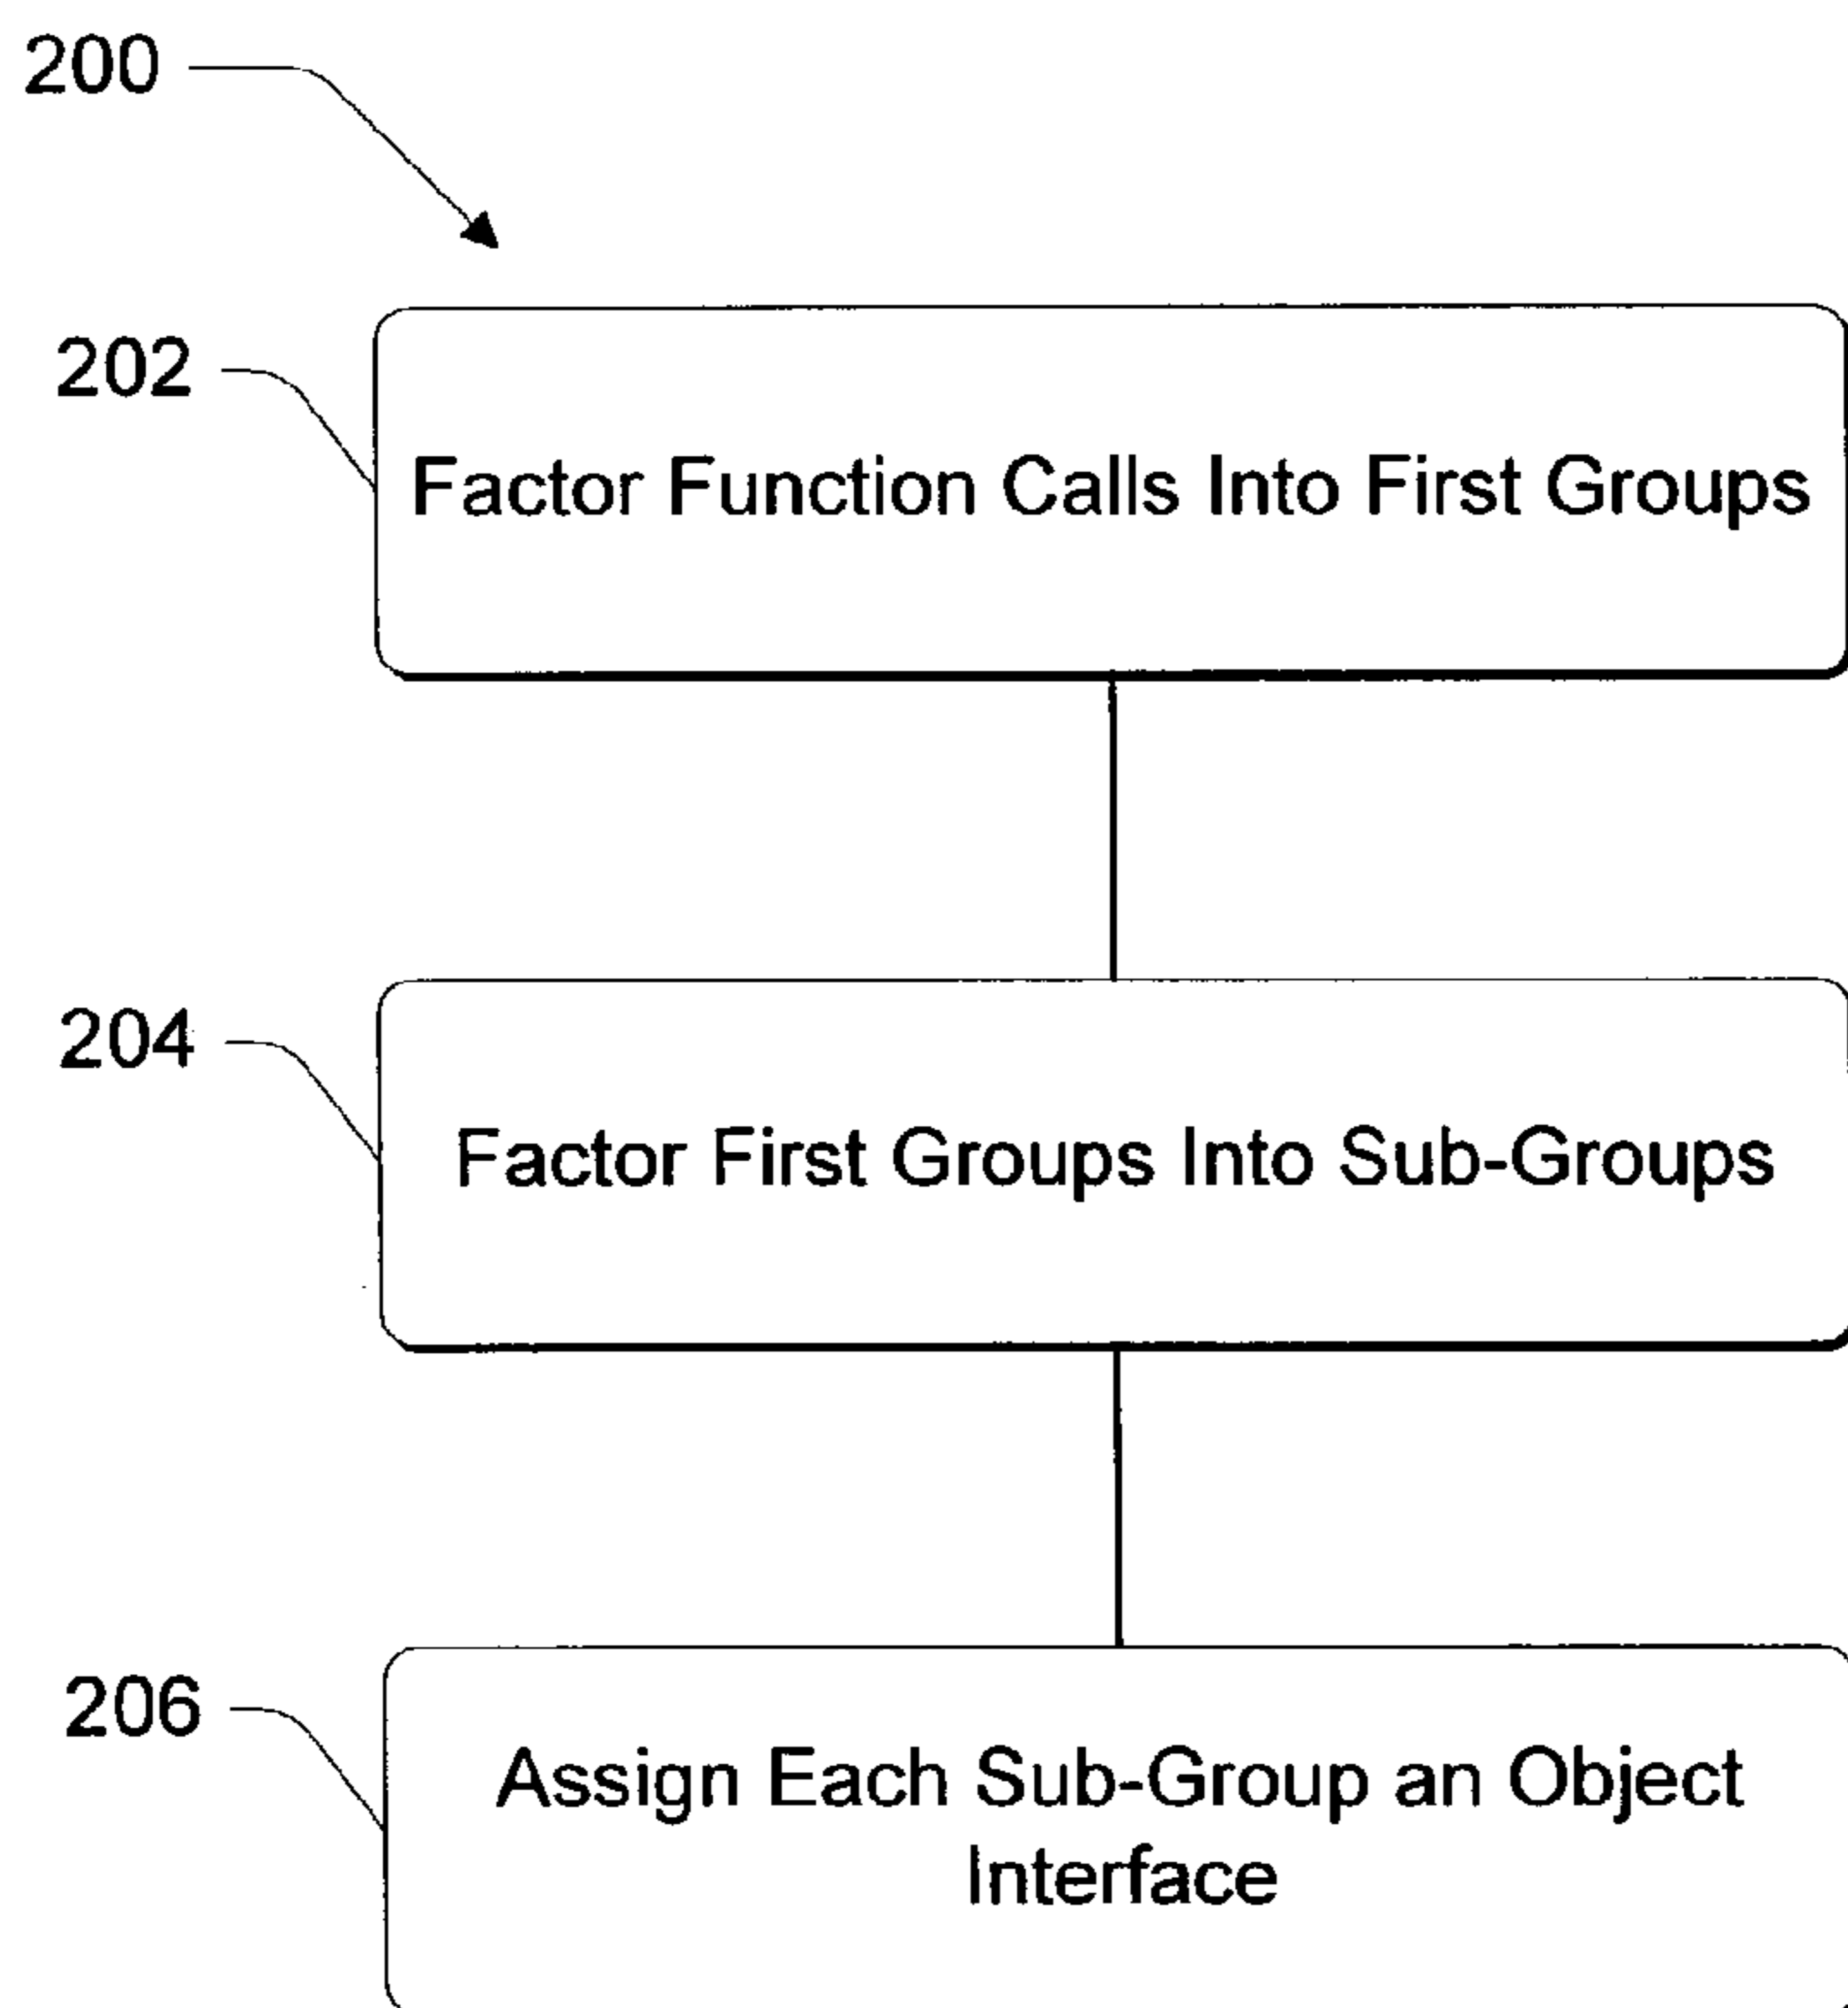 200
202
Factor Function Calls Into First Groups
204
Factor First Groups Into Sub-Groups
206
Assign Each Sub-Group an Object
Interface